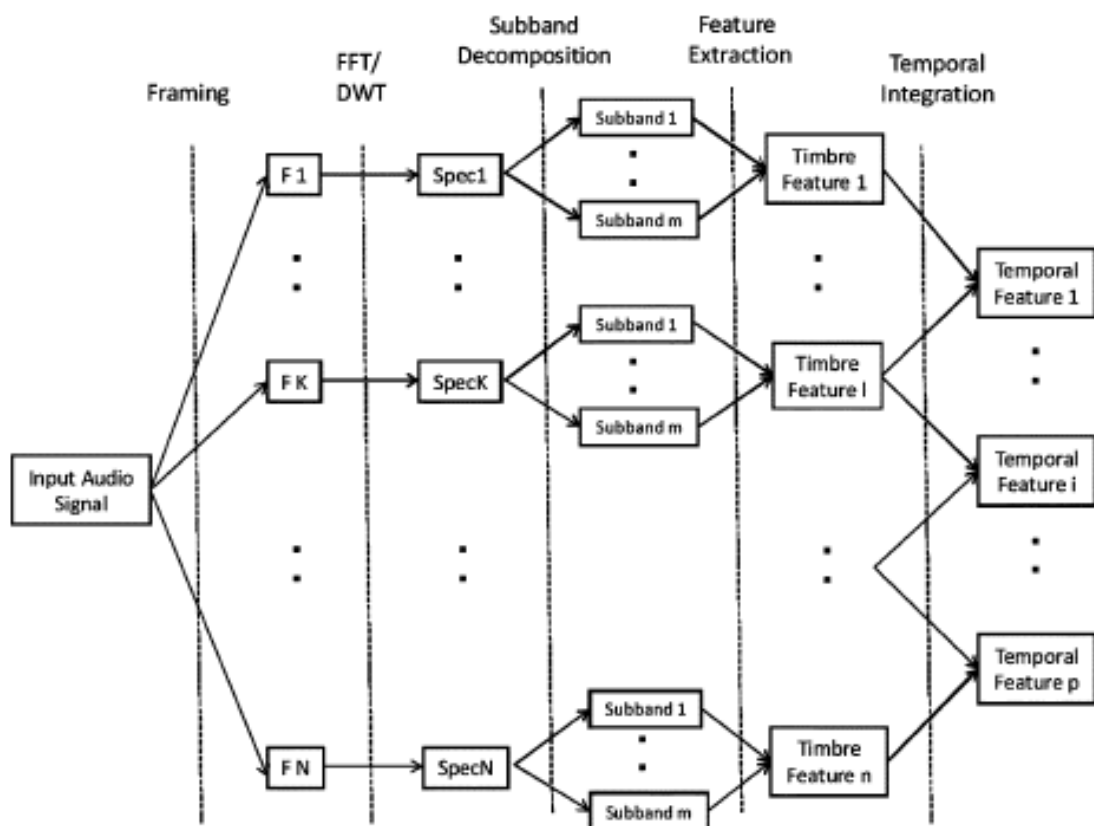 Subband
Decomposition
Feature
Extraction
FFT/
DWT
Temporal
Integration
Framing
F 1
Spec1
Subband 1
Subband m
Timbre
Feature 1
Temporal
Feature 1
F K
SpecK
Subband 1
Subband m
Timbre
Feature l
Input Audio
Signal
Temporal
Feature i
Temporal
Feature p
F N
SpecN
Subband 1
Subband m
Timbre
Feature n